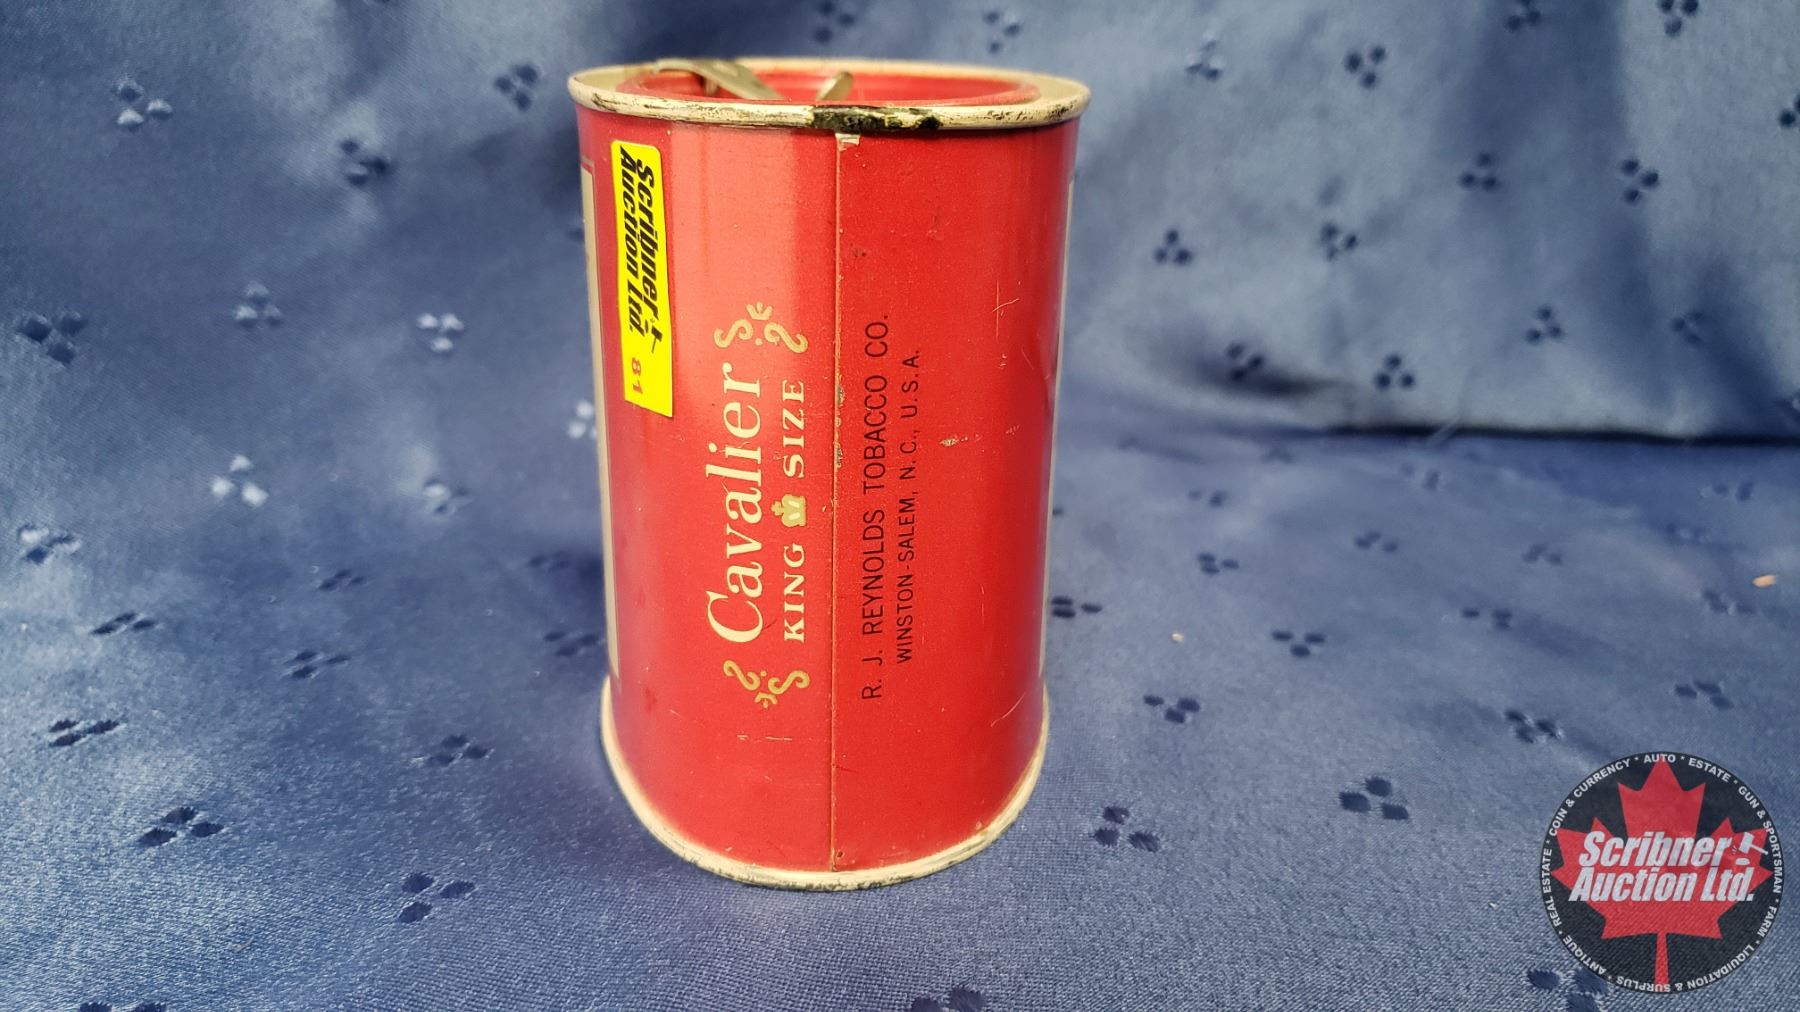 Scribner
Auction Ltd.
81
Cavalier
KING SIZE
R. J. REYNOLDS TOBACCO CO.
WINSTON-SALEM, N.C., U.S.A.
Scribner
Auction Ltd.
REAL ESTATE * COIN & CURRENCY * AUTO * ESTATE * GUN & SPORTSMAN * FARM * LIQUIDATION & SURPLUS * ANTIQUE *